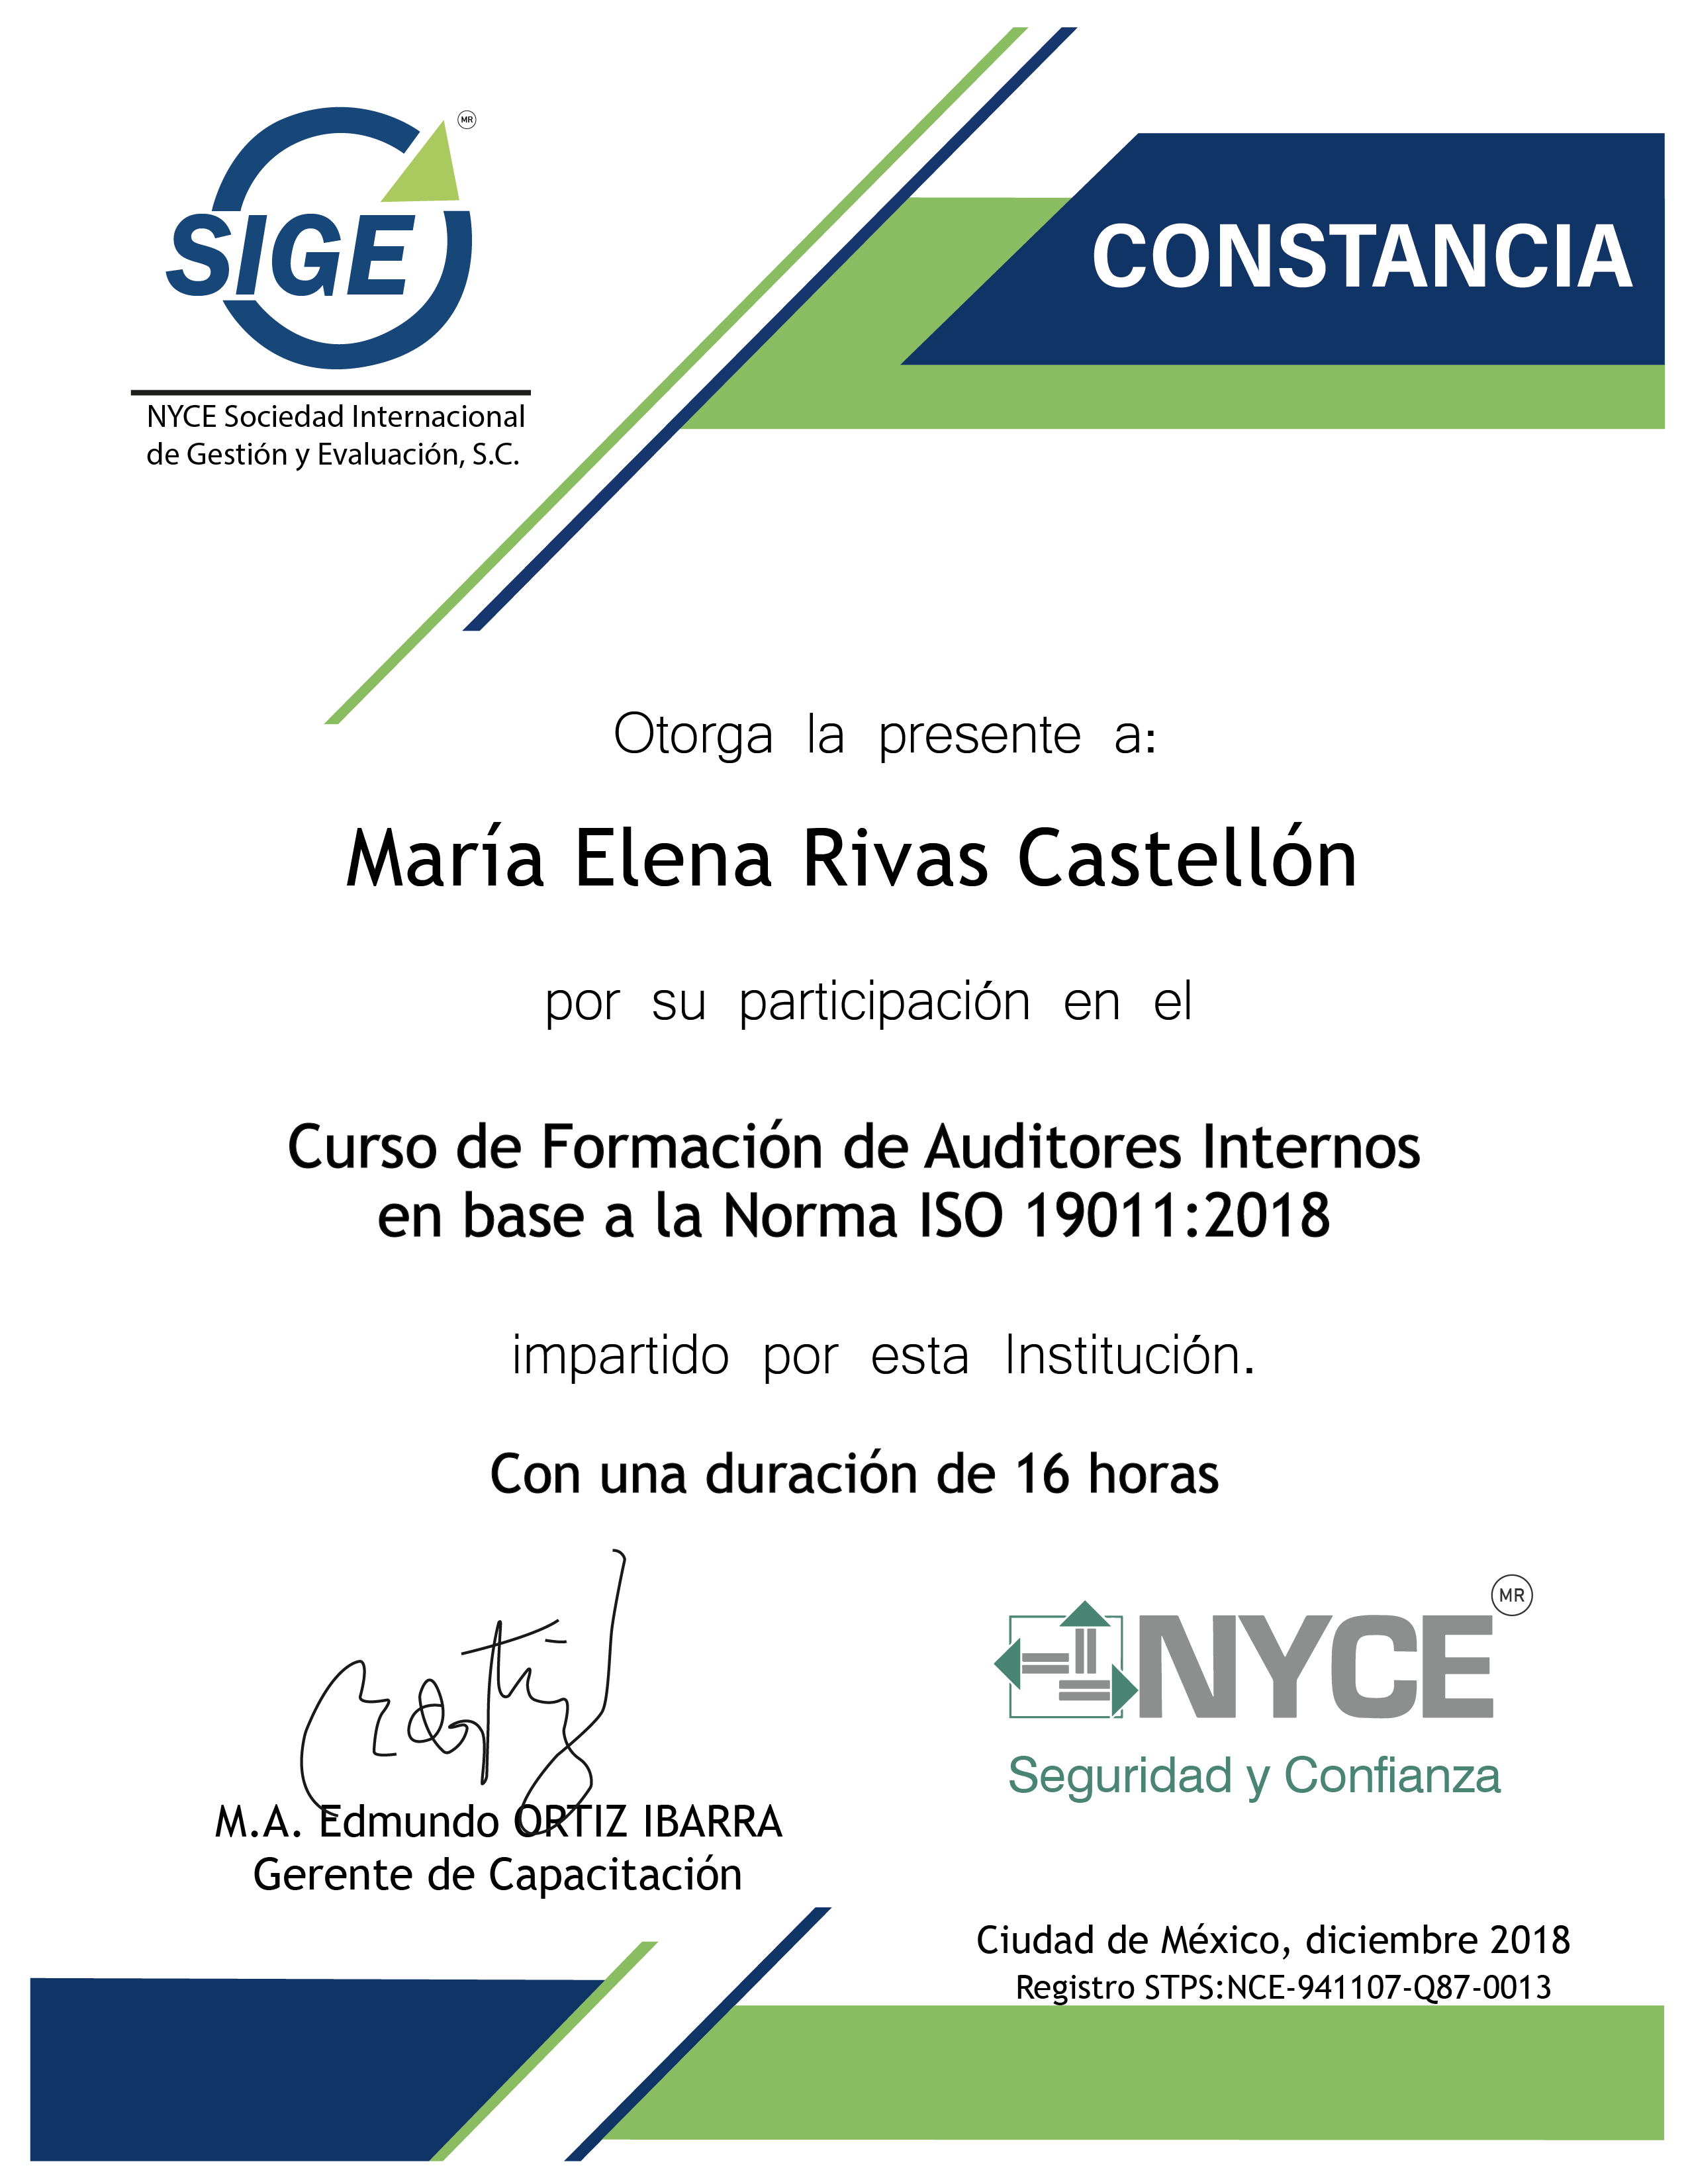 MR
SIGE
NYCE Sociedad Internacional
de Gestión y Evaluación, S.C.
CONSTANCIA
Otorga la presente a:
María Elena Rivas Castellón
por su participación en el
Curso de Formación de Auditores Internos
en base a la Norma ISO 19011:2018
impartido por esta Institución.
Con una duración de 16 horas
M.A. Edmundo ORTIZ IBARRA
Gerente de Capacitación
MR
NYCE
Seguridad y Confianza
Ciudad de México, diciembre 2018
Registro STPS:NCE-941107-Q87-0013